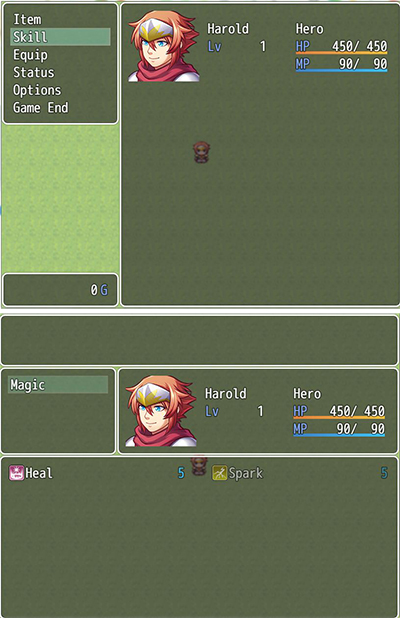 Item
Skill
Equip
Status
Options
Game End
Harold Hero
Lv 1 HP 450/ 450
MP 90/ 90
0 G
Magic
Harold Hero
Lv 1 HP 450/ 450
MP 90/ 90
Heal 5 Spark 5